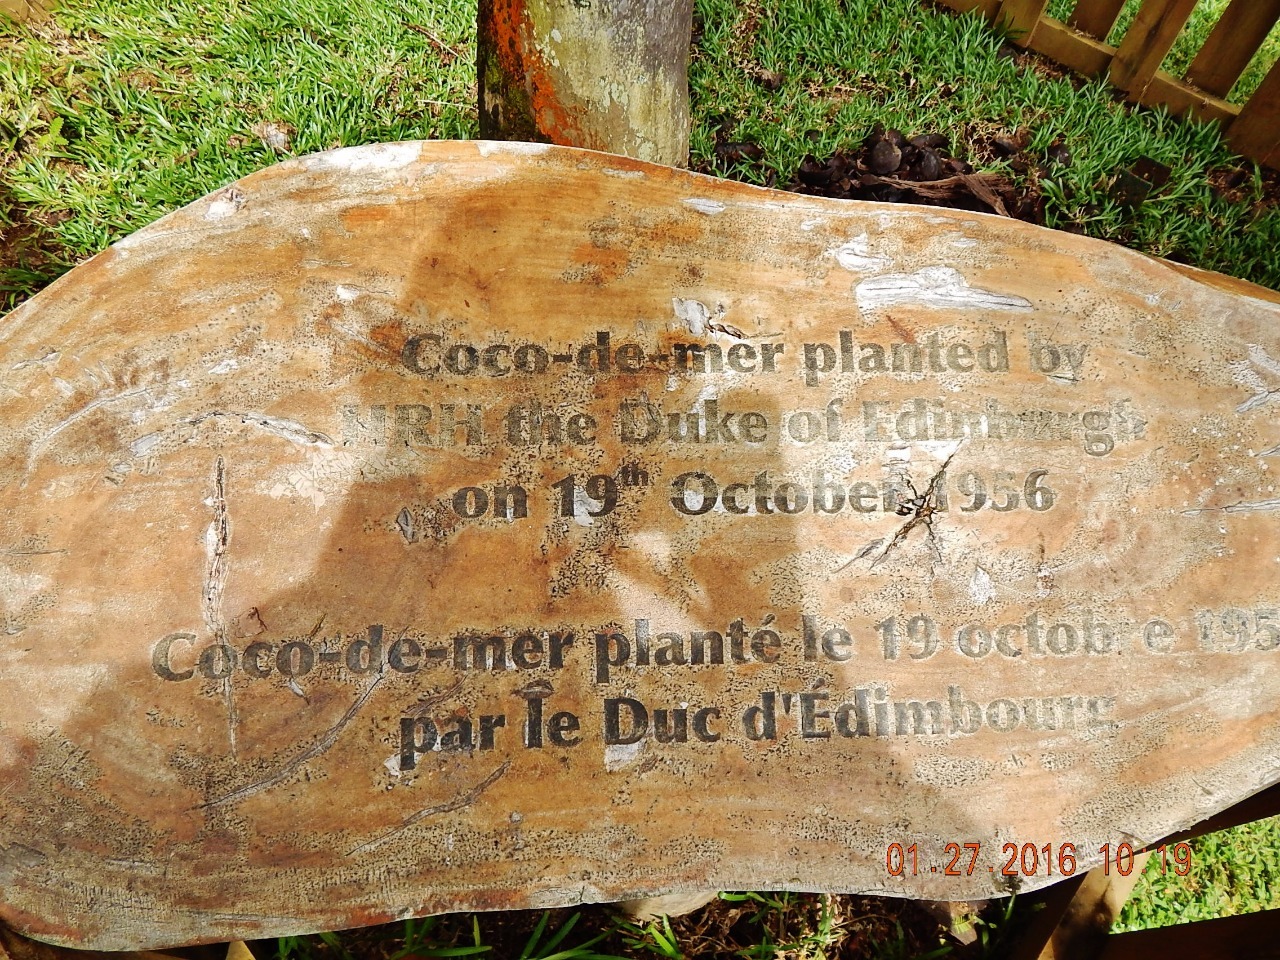 Coco-de-mer planted by
HRH the Duke of Edinburgh
on 19th October 1956
Coco-de-mer planté le 19 octob e 195
par le Duc d'Édimbourg
01.27.2016 10:19